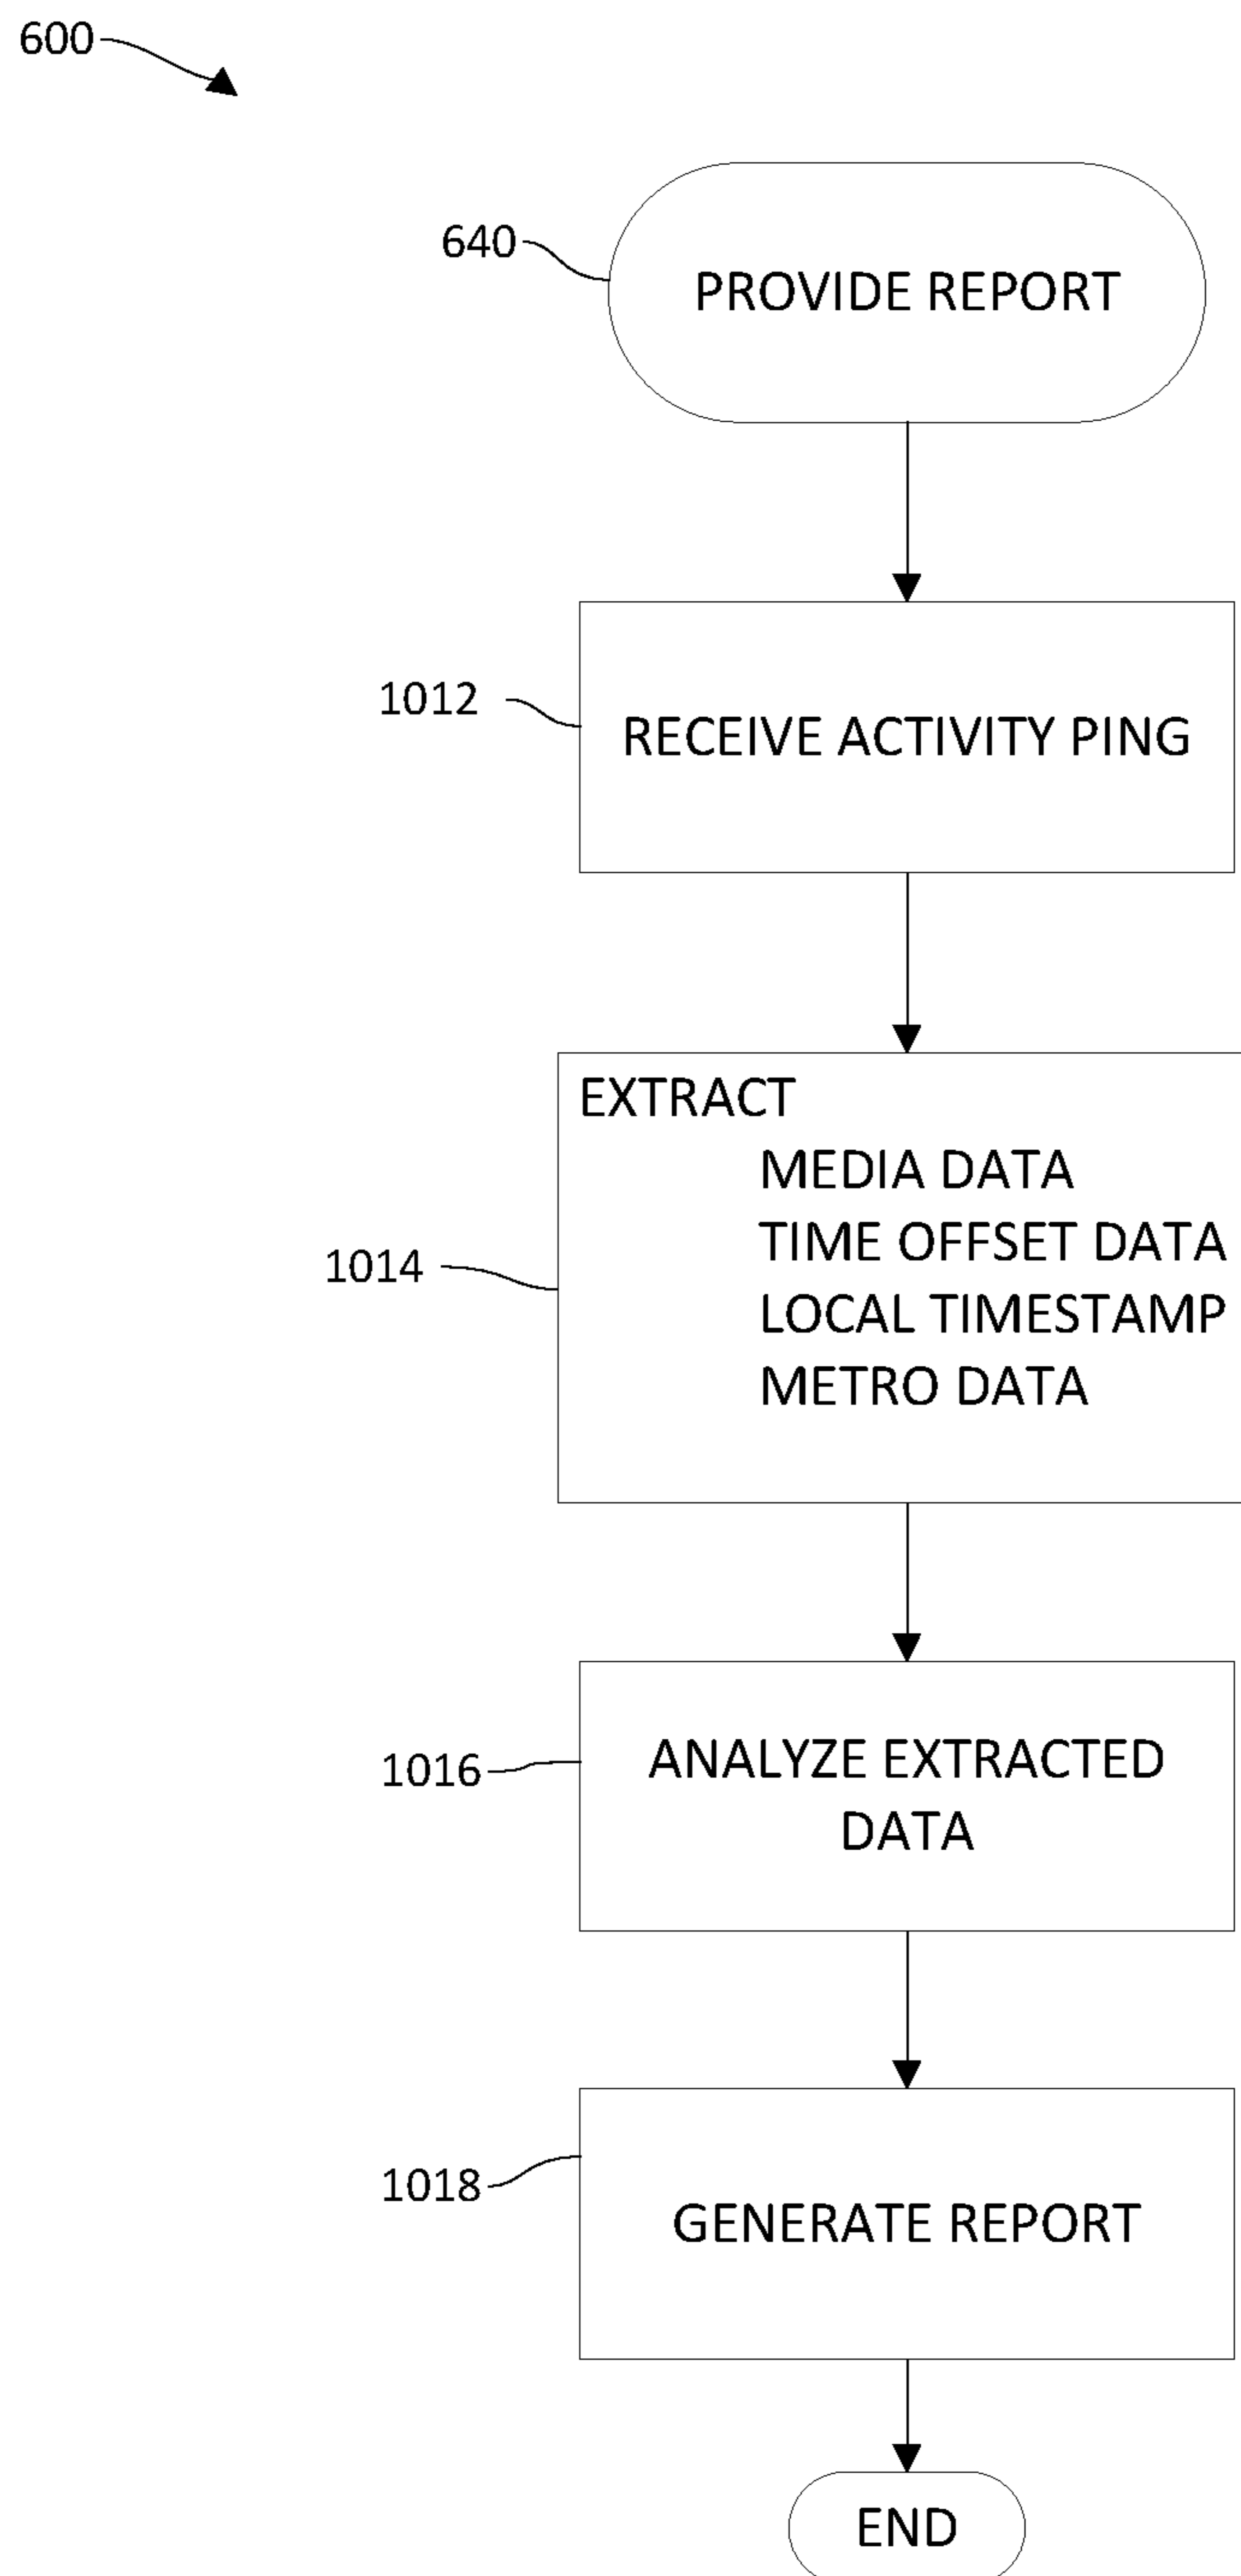 600
640
PROVIDE REPORT
1012
RECEIVE ACTIVITY PING
EXTRACT
MEDIA DATA
TIME OFFSET DATA
1014
LOCAL TIMESTAMP
METRO DATA
1016
ANALYZE EXTRACTED
DATA
1018
GENERATE REPORT
END